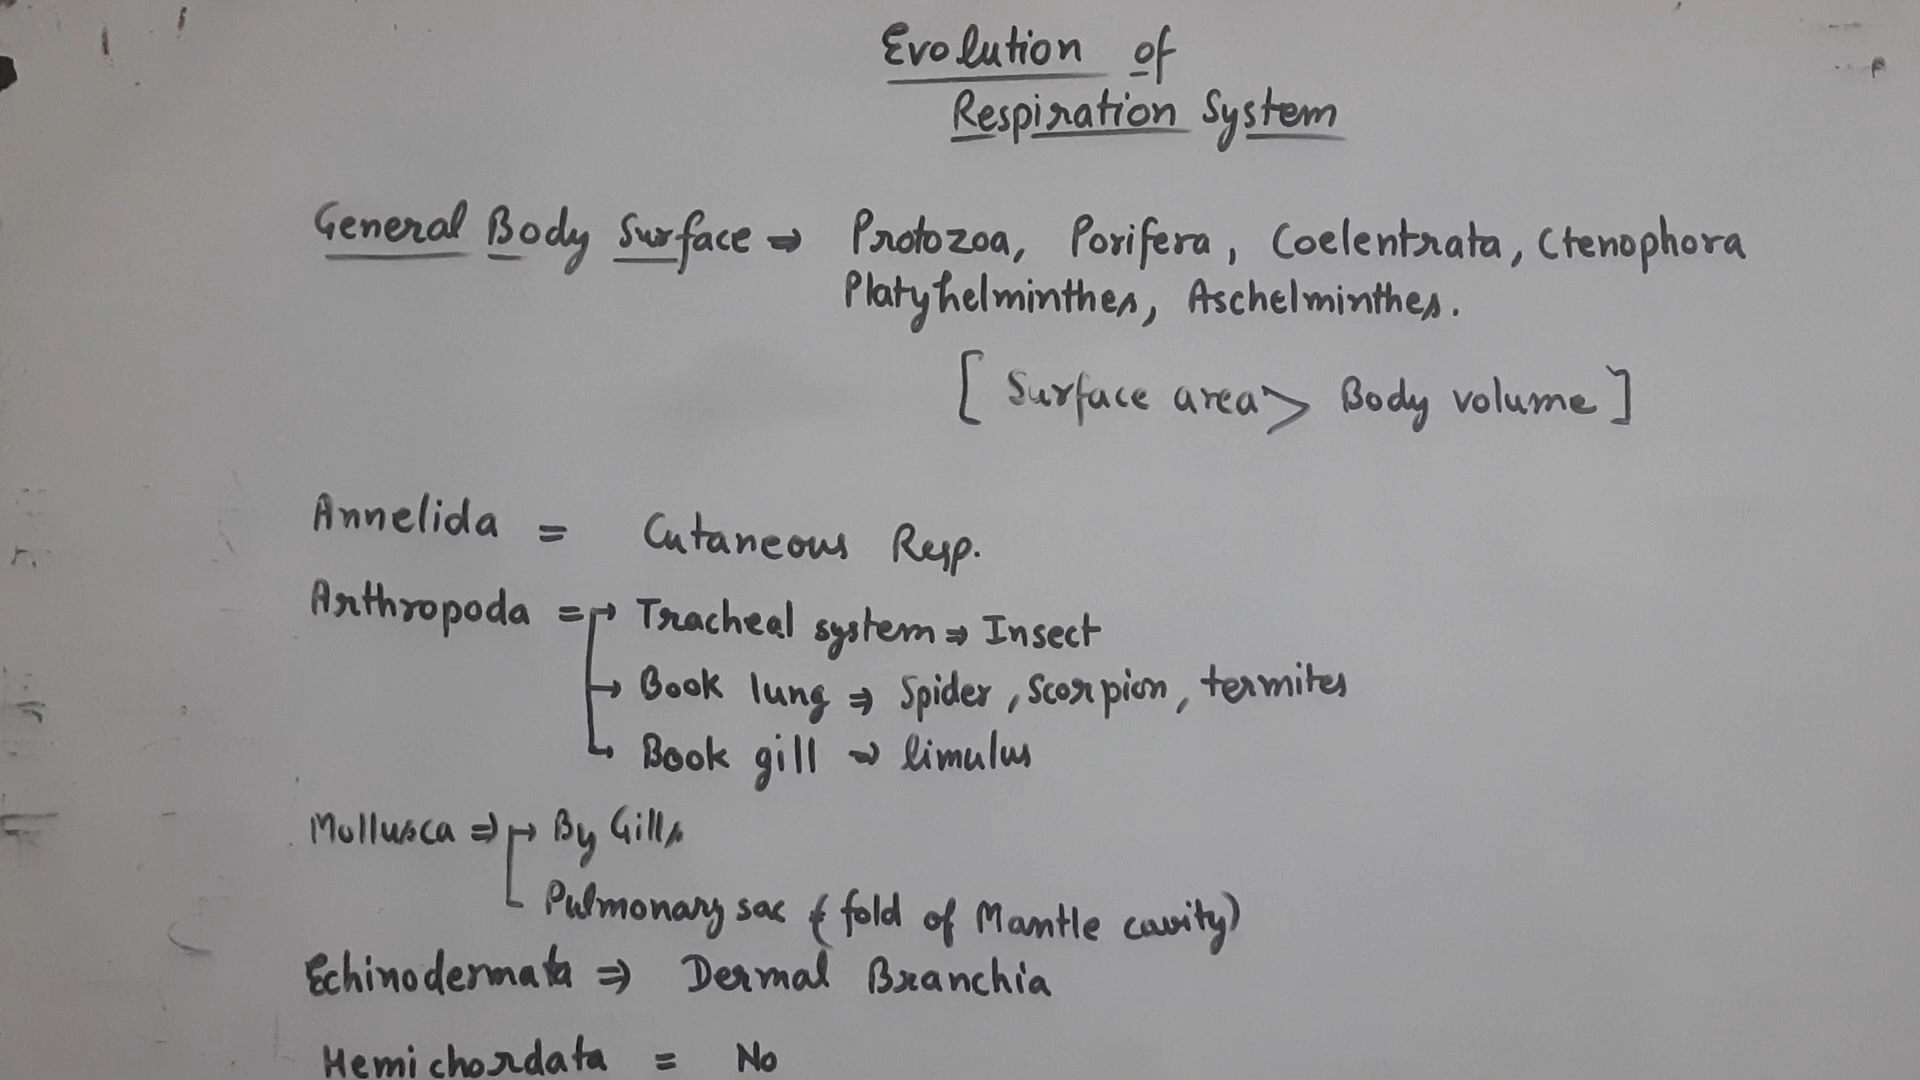 Evolution of
Respiration System
General Body Surface ⇒ Protozoa, Porifera, Coelentrata, Ctenophora
Platyhelminthes, Aschelminthes.
[ Surface area > Body volume ]
Annelida = Cutaneous Resp.
Arthropoda = → Tracheal system ⇒ Insect
→ Book lung ⇒ Spider, Scorpion, termites
→ Book gill ⇒ limulus
Mollusca ⇒ → By Gills
Pulmonary sac ( fold of Mantle cavity)
Echinodermata ⇒ Dermal Branchia
Hemichordata = No